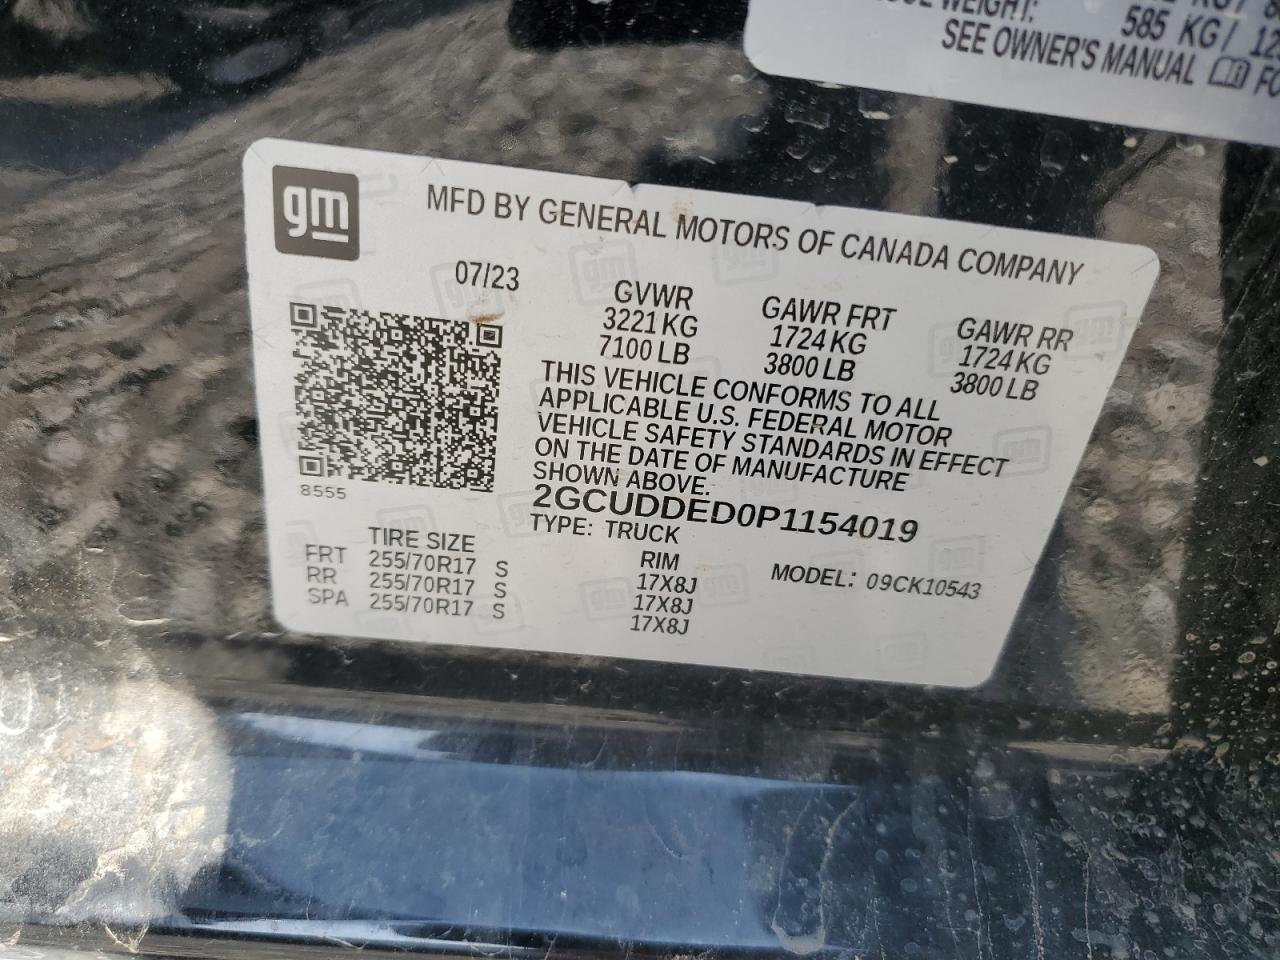 WEIGHT:
585 KG/
SEE OWNER'S MANUAL
gm
MFD BY GENERAL MOTORS OF CANADA COMPANY
07/23
GVWR GAWR FRT GAWR RR
3221 KG 1724 KG 1724 KG
7100 LB 3800 LB 3800 LB
THIS VEHICLE CONFORMS TO ALL
APPLICABLE U.S. FEDERAL MOTOR
VEHICLE SAFETY STANDARDS IN EFFECT
ON THE DATE OF MANUFACTURE
SHOWN ABOVE.
8555
2GCUDDED0P1154019
TYPE: TRUCK
TIRE SIZE RIM MODEL: 09CK10543
FRT 255/70R17 S 17X8J
RR 255/70R17 S 17X8J
SPA 255/70R17 S 17X8J